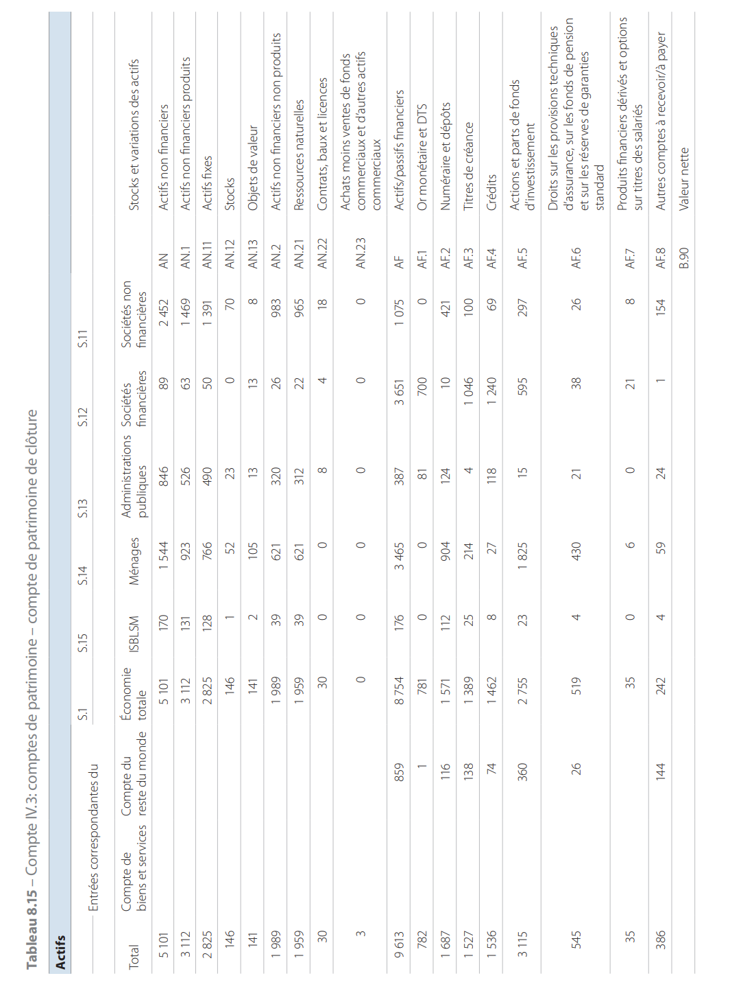 Tableau 8.15 – Compte IV.3: comptes de patrimoine – compte de patrimoine de clôture
Actifs
S.1 S.15 S.14 S.13 S.12 S.11
Entrées correspondantes du
Total Compte de biens et services Compte du reste du monde Économie totale ISBLSM Ménages Administrations publiques Sociétés financières Sociétés non financières Stocks et variations des actifs
5 101 5 101 170 1 544 846 89 2 452 AN Actifs non financiers
3 112 3 112 131 923 526 63 1 469 AN.1 Actifs non financiers produits
2 825 2 825 128 766 490 50 1 391 AN.11 Actifs fixes
146 146 1 52 23 0 70 AN.12 Stocks
141 141 2 105 13 13 8 AN.13 Objets de valeur
1 989 1 989 39 621 320 26 983 AN.2 Actifs non financiers non produits
1 959 1 959 39 621 312 22 965 AN.21 Ressources naturelles
30 30 0 0 8 4 18 AN.22 Contrats, baux et licences
3 0 0 0 0 0 0 AN.23 Achats moins ventes de fonds
commerciaux et d'autres actifs
commerciaux
9 613 859 8 754 176 3 465 387 3 651 1 075 AF Actifs/passifs financiers
782 1 781 0 0 81 700 0 AF.1 Or monétaire et DTS
1 687 116 1 571 112 904 124 10 421 AF.2 Numéraire et dépôts
1 527 138 1 389 25 214 4 1 046 100 AF.3 Titres de créance
1 536 74 1 462 8 27 118 1 240 69 AF.4 Crédits
3 115 360 2 755 23 1 825 15 595 297 AF.5 Actions et parts de fonds
d'investissement
545 26 519 4 430 21 38 26 AF.6 Droits sur les provisions techniques
d'assurance, sur les fonds de pension
et sur les réserves de garanties
standard
35 35 0 6 0 21 8 AF.7 Produits financiers dérivés et options
sur titres des salariés
386 144 242 4 59 24 1 154 AF.8 Autres comptes à recevoir/à payer
B.90 Valeur nette